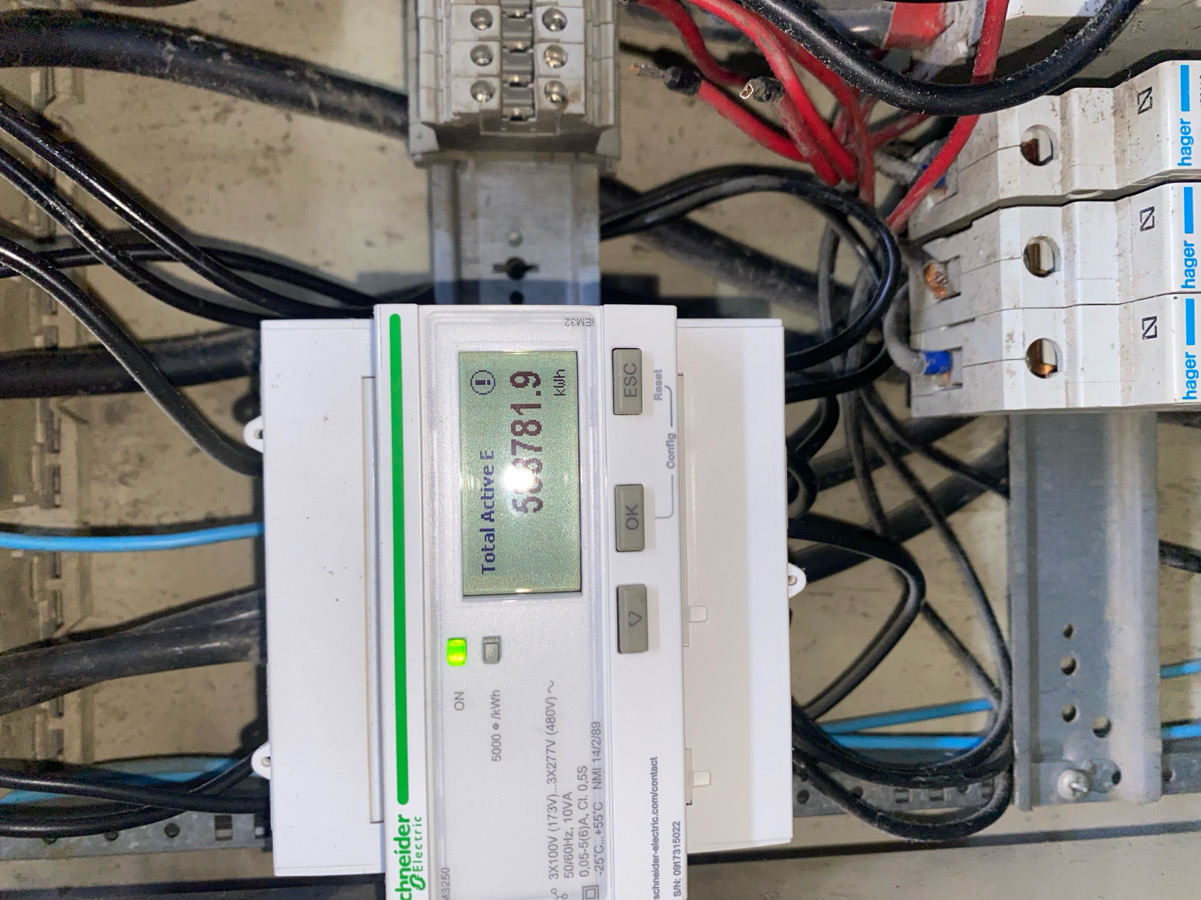 chneider
Electric
M3250
ON
5000 /kWh
Total Active E
kWh
3X100V (173V)...3X277V (480V) ~
50/60Hz, 10VA
0,05-5(6)A, Cl. 0,5S
-25°C...+55°C NMI 14/2/89
iEM32
OK
ESC
Reset
Config
schneider-electric.com/contact
S/N: 0917315022
hager
hager
hager